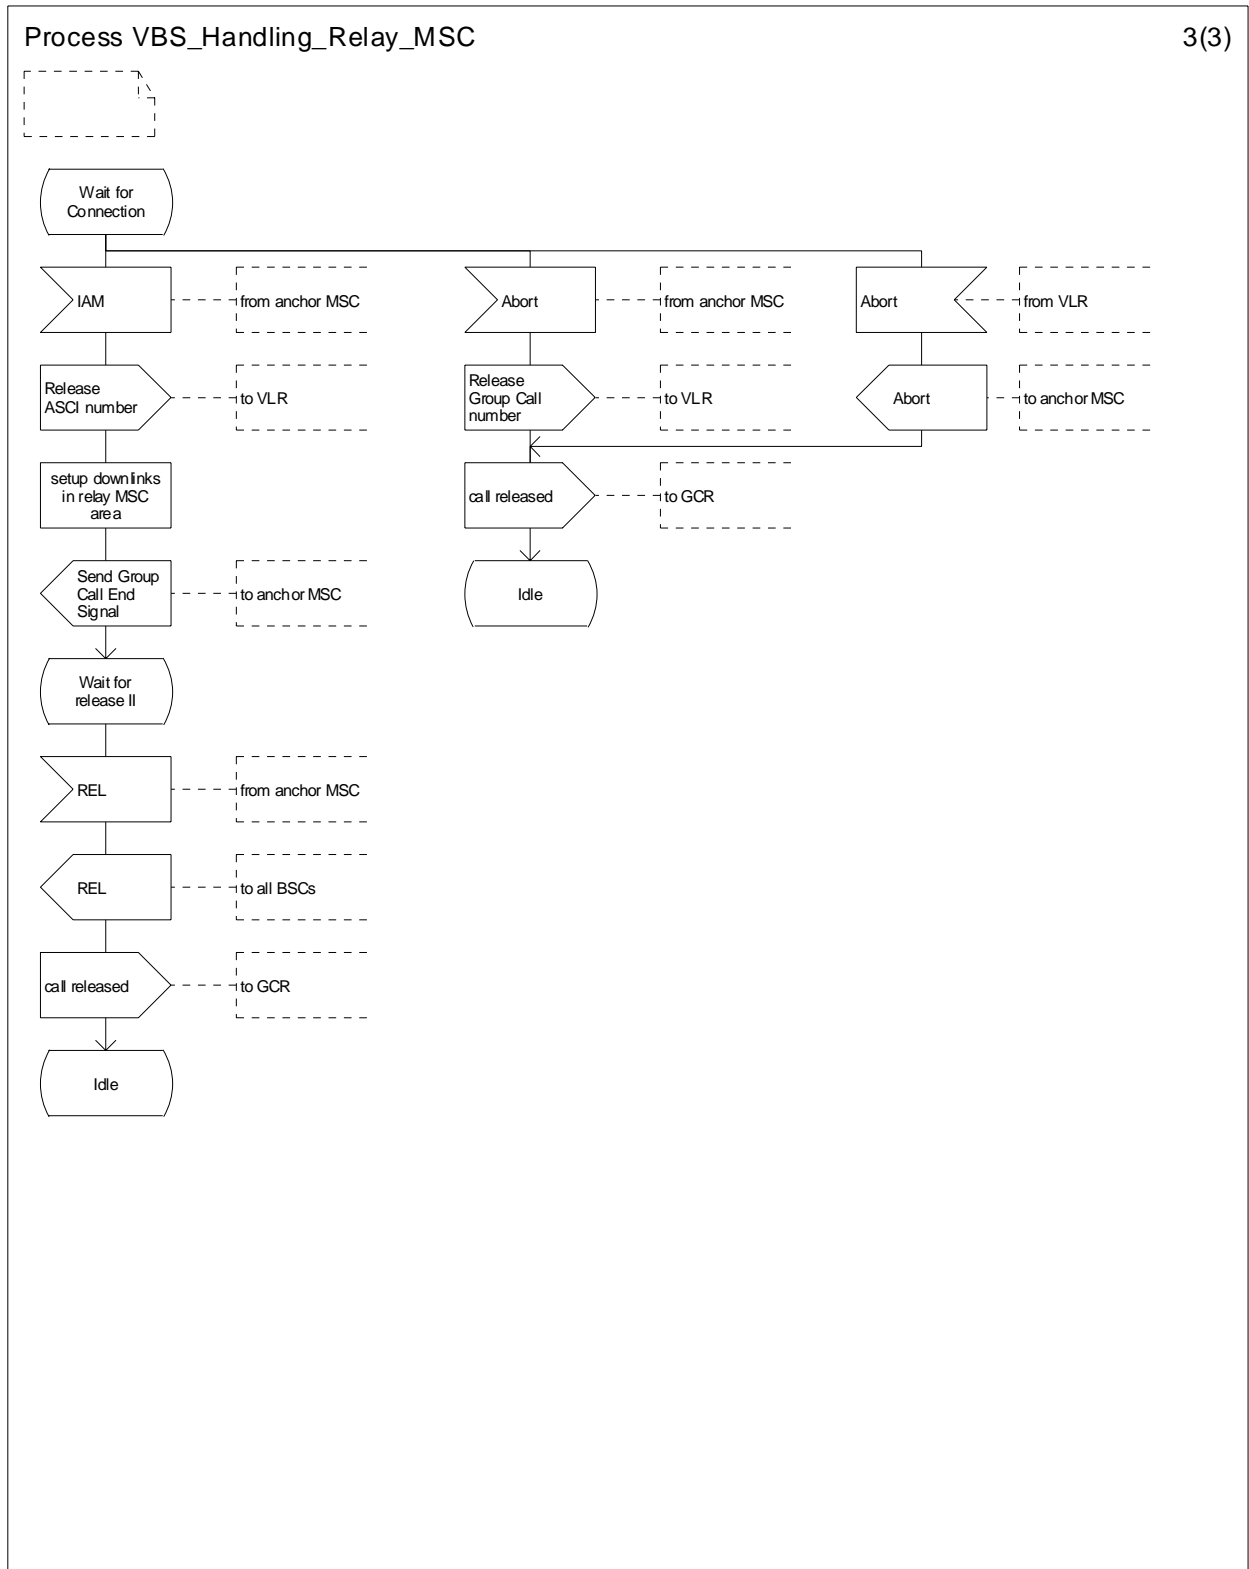 Process VBS_Handling_Relay_MSC
3(3)
Wait for
Connection
IAM
from anchor MSC
Abort
from anchor MSC
Abort
from VLR
Release
ASCI number
to VLR
Release
Group Call
number
to VLR
Abort
to anchor MSC
setup downlinks
in relay MSC
area
call released
to GCR
Send Group
Call End
Signal
to anchor MSC
Idle
Wait for
release II
REL
from anchor MSC
REL
to all BSCs
call released
to GCR
Idle